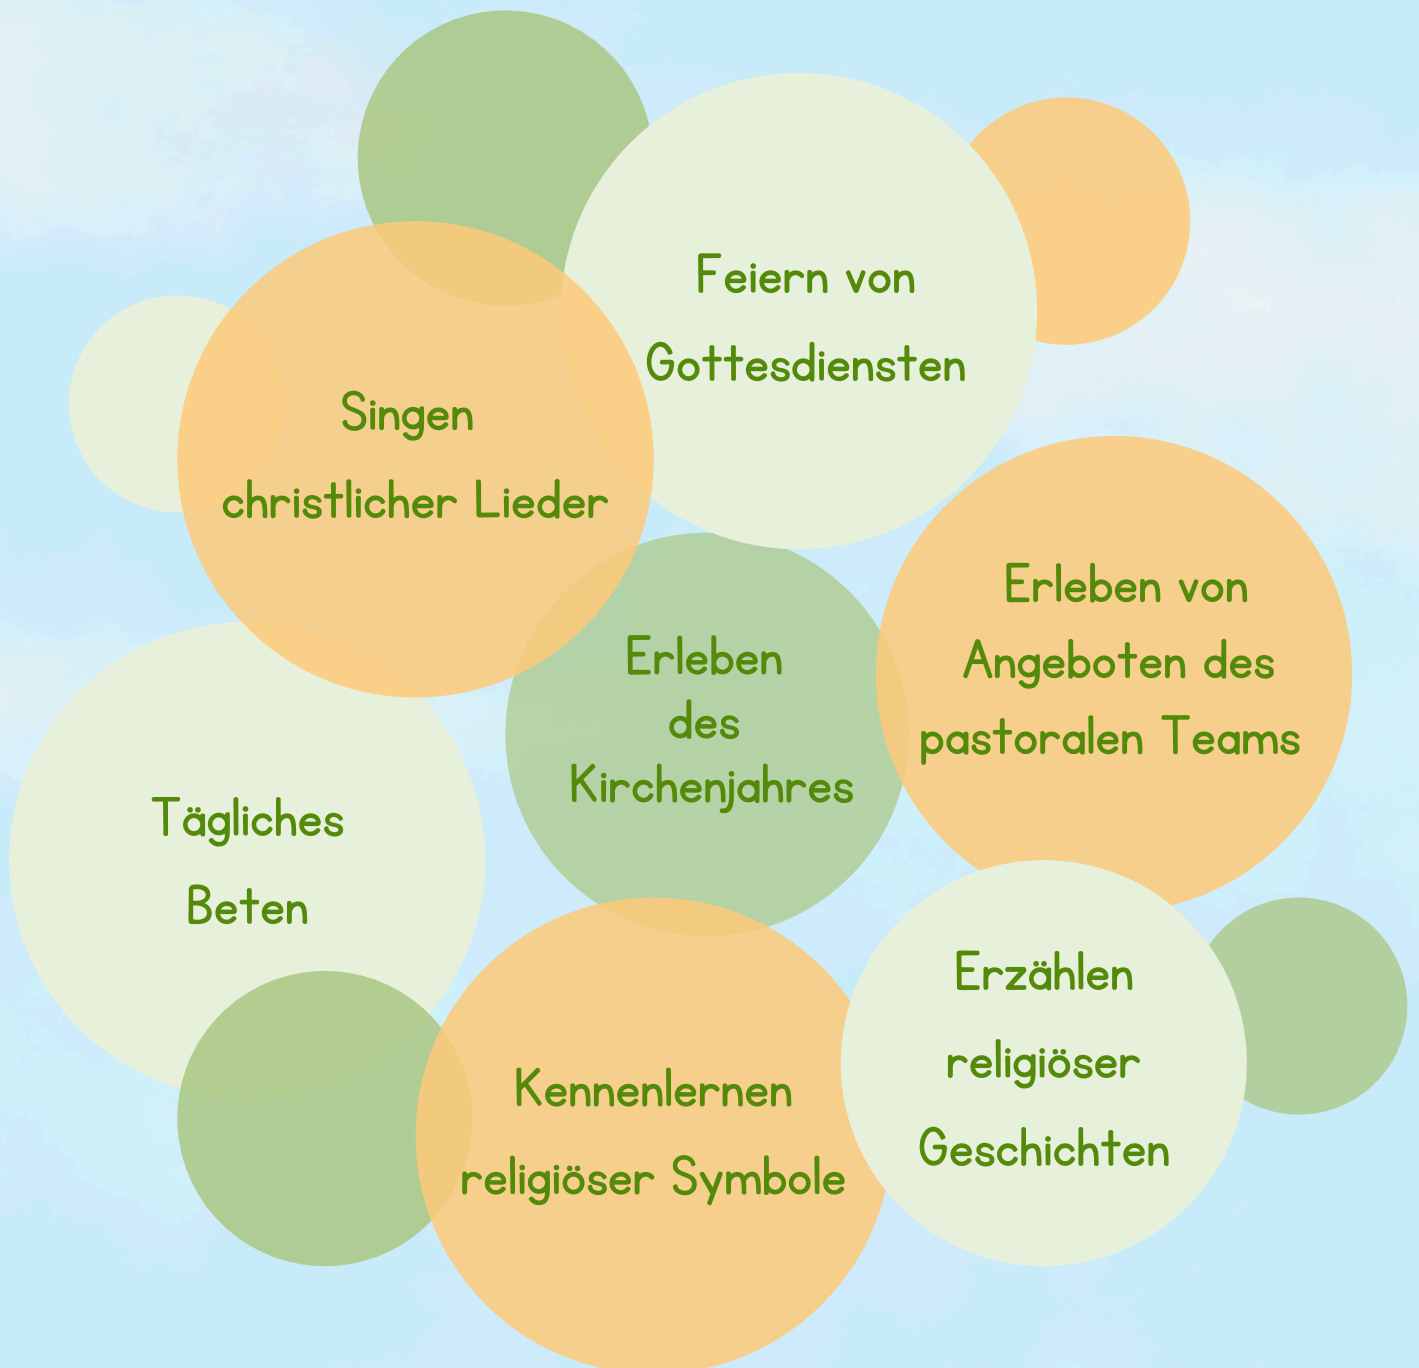 Feiern von
Gottesdiensten
Singen
christlicher Lieder
Erleben von
Angeboten des
pastoralen Teams
Erleben
des
Kirchenjahres
Tägliches
Beten
Erzählen
religiöser
Geschichten
Kennenlernen
religiöser Symbole